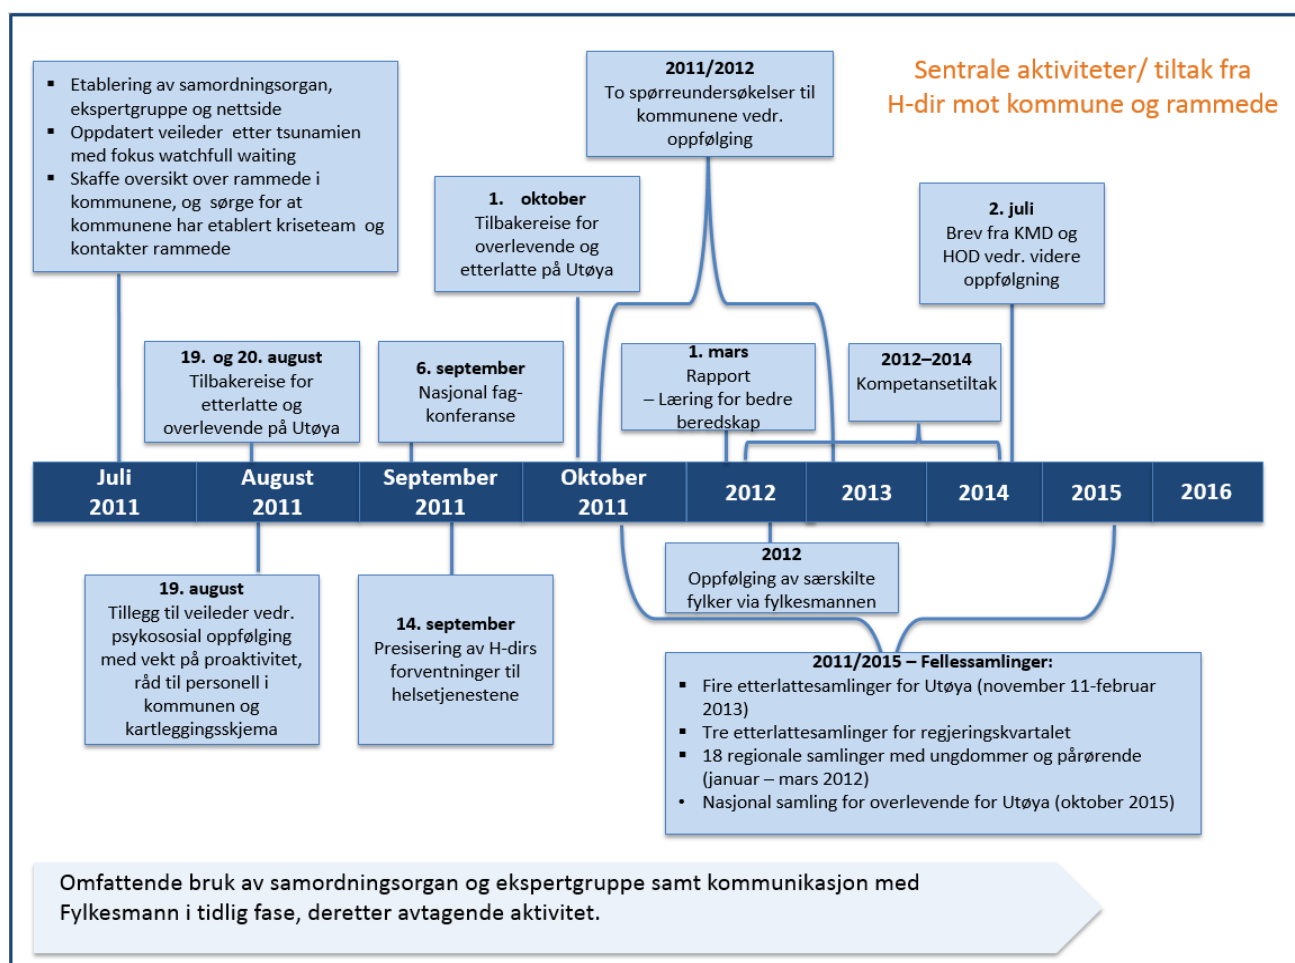 Sentrale aktiviteter/ tiltak fra
H-dir mot kommune og rammede
▪ Etablering av samordningsorgan,
ekspertgruppe og nettside
▪ Oppdatert veileder etter tsunamien
med fokus watchfull waiting
▪ Skaffe oversikt over rammede i
kommunene, og sørge for at
kommunene har etablert kriseteam og
kontakter rammede
19. og 20. august
Tilbakereise for
etterlatte og
overlevende på Utøya
6. september
Nasjonal fag-
konferanse
1. oktober
Tilbakereise for
overlevende og
etterlatte på Utøya
2011/2012
To spørreundersøkelser til
kommunene vedr.
oppfølging
1. mars
Rapport
– Læring for bedre
beredskap
2012–2014
Kompetansetiltak
2. juli
Brev fra KMD og
HOD vedr. videre
oppfølgning
Juli
2011
August
2011
September
2011
Oktober
2011
2012
2013
2014
2015
2016
19. august
Tillegg til veileder vedr.
psykososial oppfølging
med vekt på proaktivitet,
råd til personell i
kommunen og
kartleggingsskjema
14. september
Presisering av H-dirs
forventninger til
helsetjenestene
2012
Oppfølging av særskilte
fylker via fylkesmannen
2011/2015 – Fellessamlinger:
▪ Fire etterlattesamlinger for Utøya (november 11-februar
2013)
▪ Tre etterlattesamlinger for regjeringskvartalet
▪ 18 regionale samlinger med ungdommer og pårørende
(januar – mars 2012)
• Nasjonal samling for overlevende for Utøya (oktober 2015)
Omfattende bruk av samordningsorgan og ekspertgruppe samt kommunikasjon med
Fylkesmann i tidlig fase, deretter avtagende aktivitet.